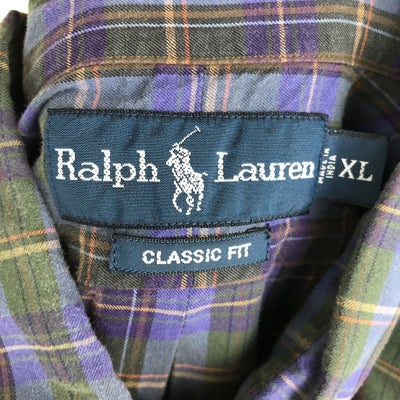 Ralph Lauren
MADE IN INDIA
XL
CLASSIC FIT